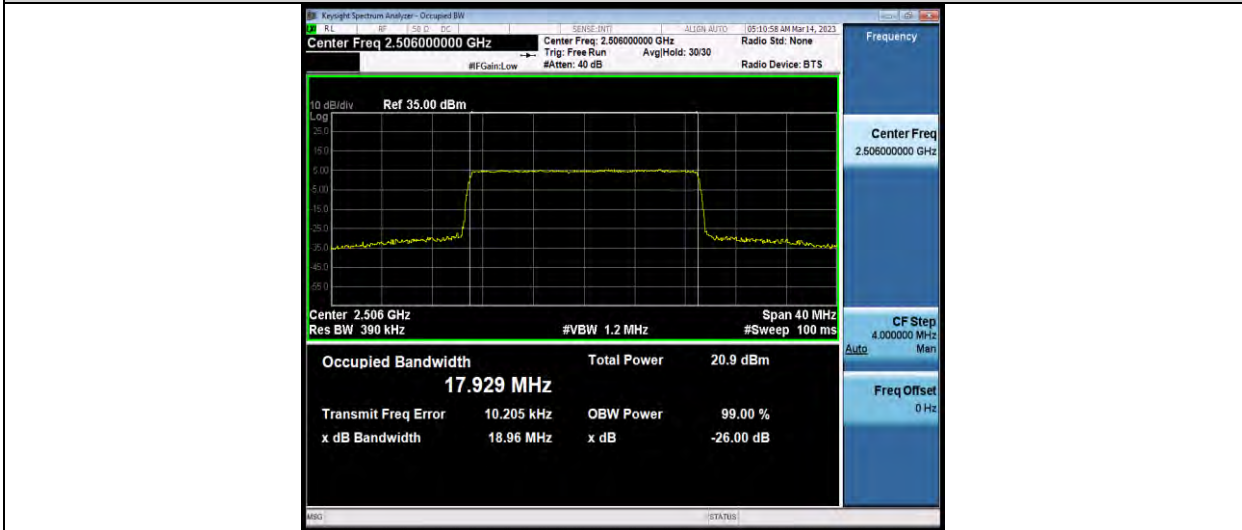 Keysight Spectrum Analyzer - Occupied BW
RL RF 50 Ω DC SENSE:INT ALIGN AUTO 05:10:58 AM Mar 14, 2023
Center Freq 2.506000000 GHz Center Freq: 2.506000000 GHz Radio Std: None
Trig: Free Run Avg|Hold: 30/30
#IFGain:Low #Atten: 40 dB Radio Device: BTS
10 dB/div Ref 35.00 dBm
Log
25.0
15.0
5.00
-5.00
-15.0
-25.0
-35.0
-45.0
-55.0
Center 2.506 GHz Span 40 MHz
Res BW 390 kHz #VBW 1.2 MHz #Sweep 100 ms
Occupied Bandwidth Total Power 20.9 dBm
17.929 MHz
Transmit Freq Error 10.205 kHz OBW Power 99.00 %
x dB Bandwidth 18.96 MHz x dB -26.00 dB
MSG STATUS
Frequency
Center Freq
2.506000000 GHz
CF Step
4.000000 MHz
Auto Man
Freq Offset
0 Hz